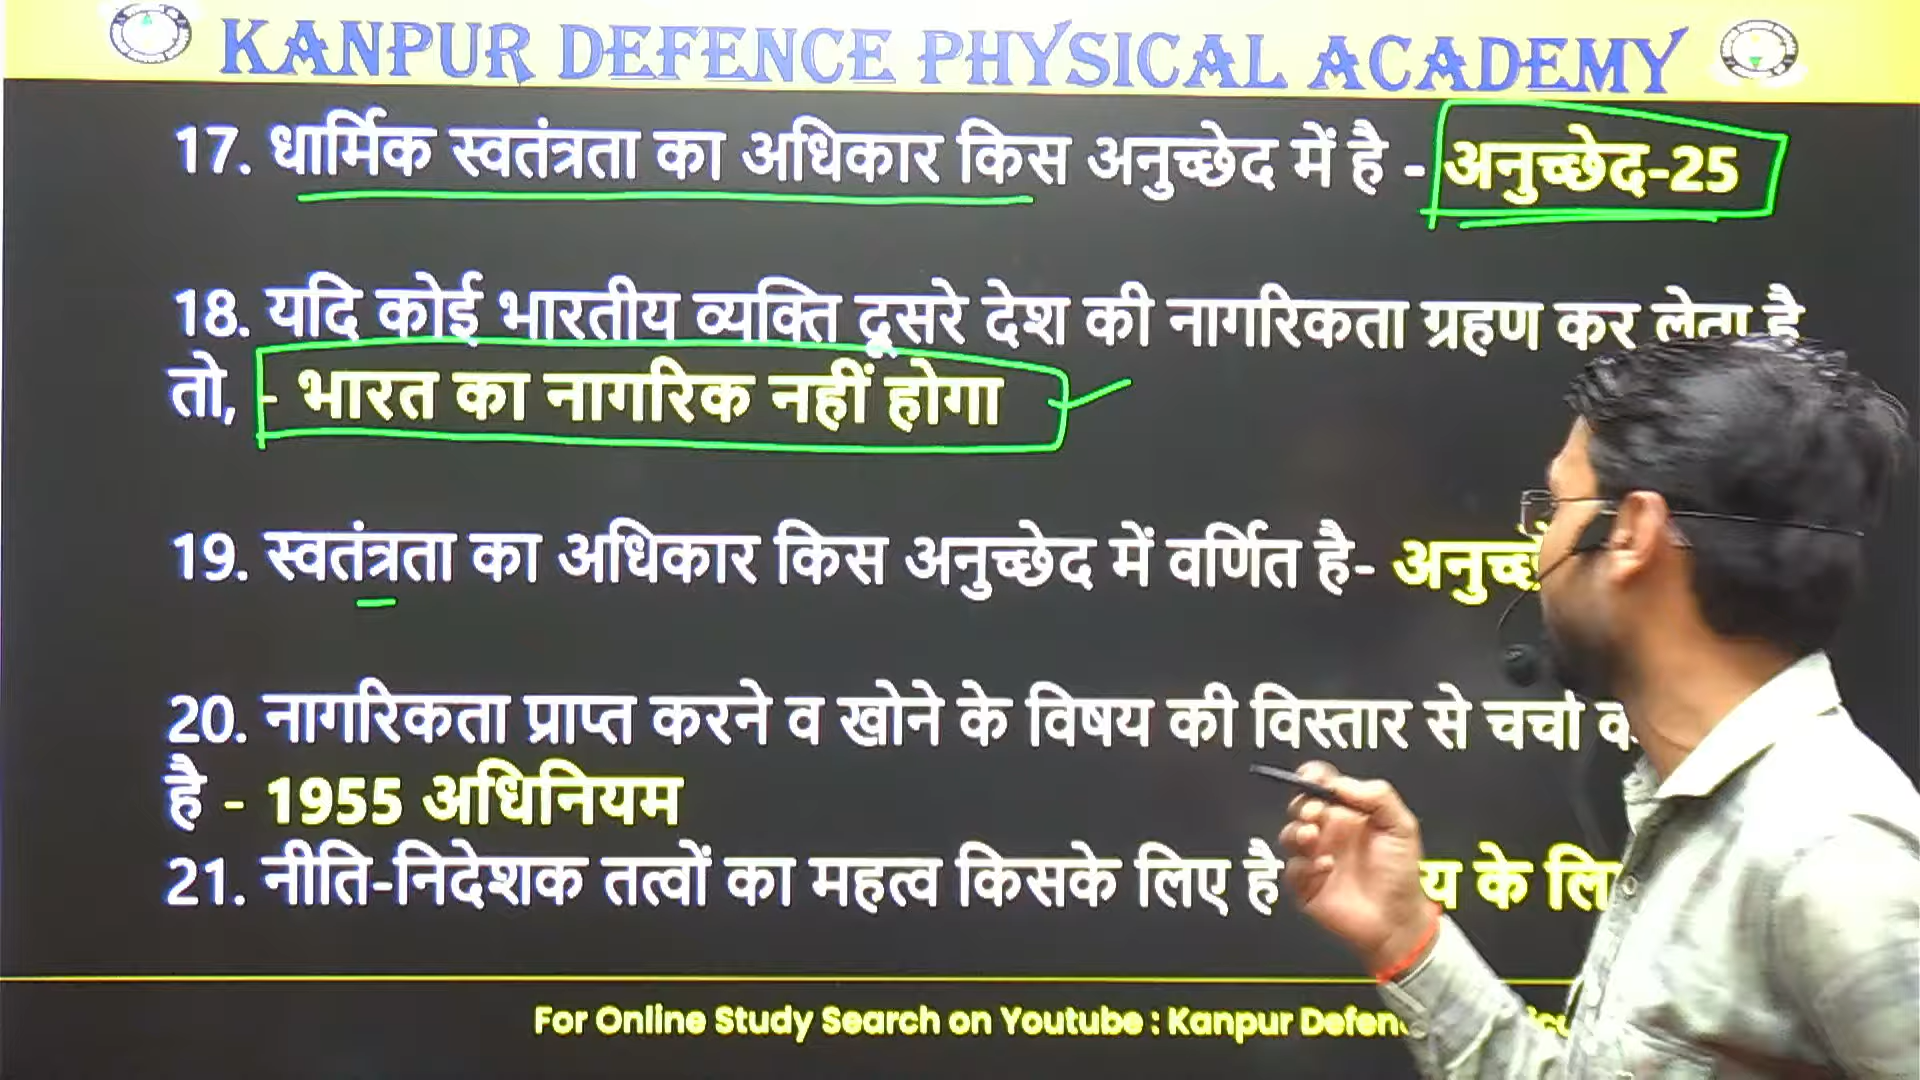 KANPUR DEFENCE PHYSICAL ACADEMY
17. धार्मिक स्वतंत्रता का अधिकार किस अनुच्छेद में है - अनुच्छेद-25
18. यदि कोई भारतीय व्यक्ति दूसरे देश की नागरिकता ग्रहण कर लेता है
तो, - भारत का नागरिक नहीं होगा
19. स्वतंत्रता का अधिकार किस अनुच्छेद में वर्णित है-
20. नागरिकता प्राप्त करने व खोने के विषय की विस्तार से चर्चा
है - 1955 अधिनियम
21. नीति-निदेशक तत्वों का महत्व किसके लिए है के
For Online Study Search on Youtube : Kanpur